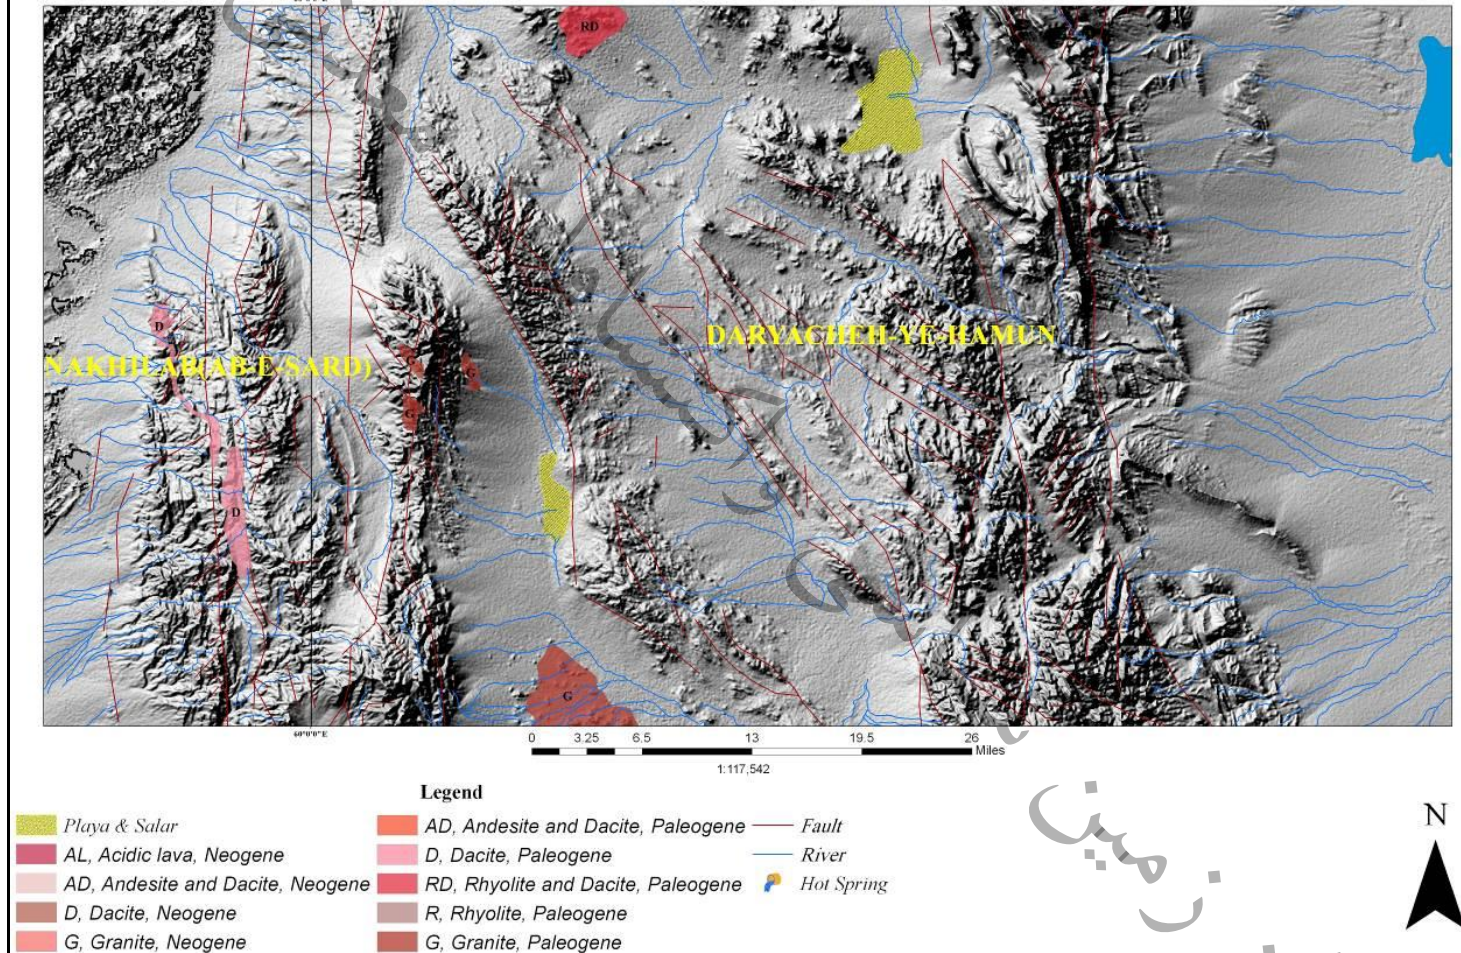 RD
D
NAKHILAB(AB-E-SARD)
DARYACHEH-YE-HAMUN
G
G
D
G
60°0'0"E
0 3.25 6.5 13 19.5 26
Miles
1:117,542
Legend
Playa & Salar
AL, Acidic lava, Neogene
AD, Andesite and Dacite, Neogene
D, Dacite, Neogene
G, Granite, Neogene
AD, Andesite and Dacite, Paleogene
D, Dacite, Paleogene
RD, Rhyolite and Dacite, Paleogene
R, Rhyolite, Paleogene
G, Granite, Paleogene
Fault
River
Hot Spring
N
زمین